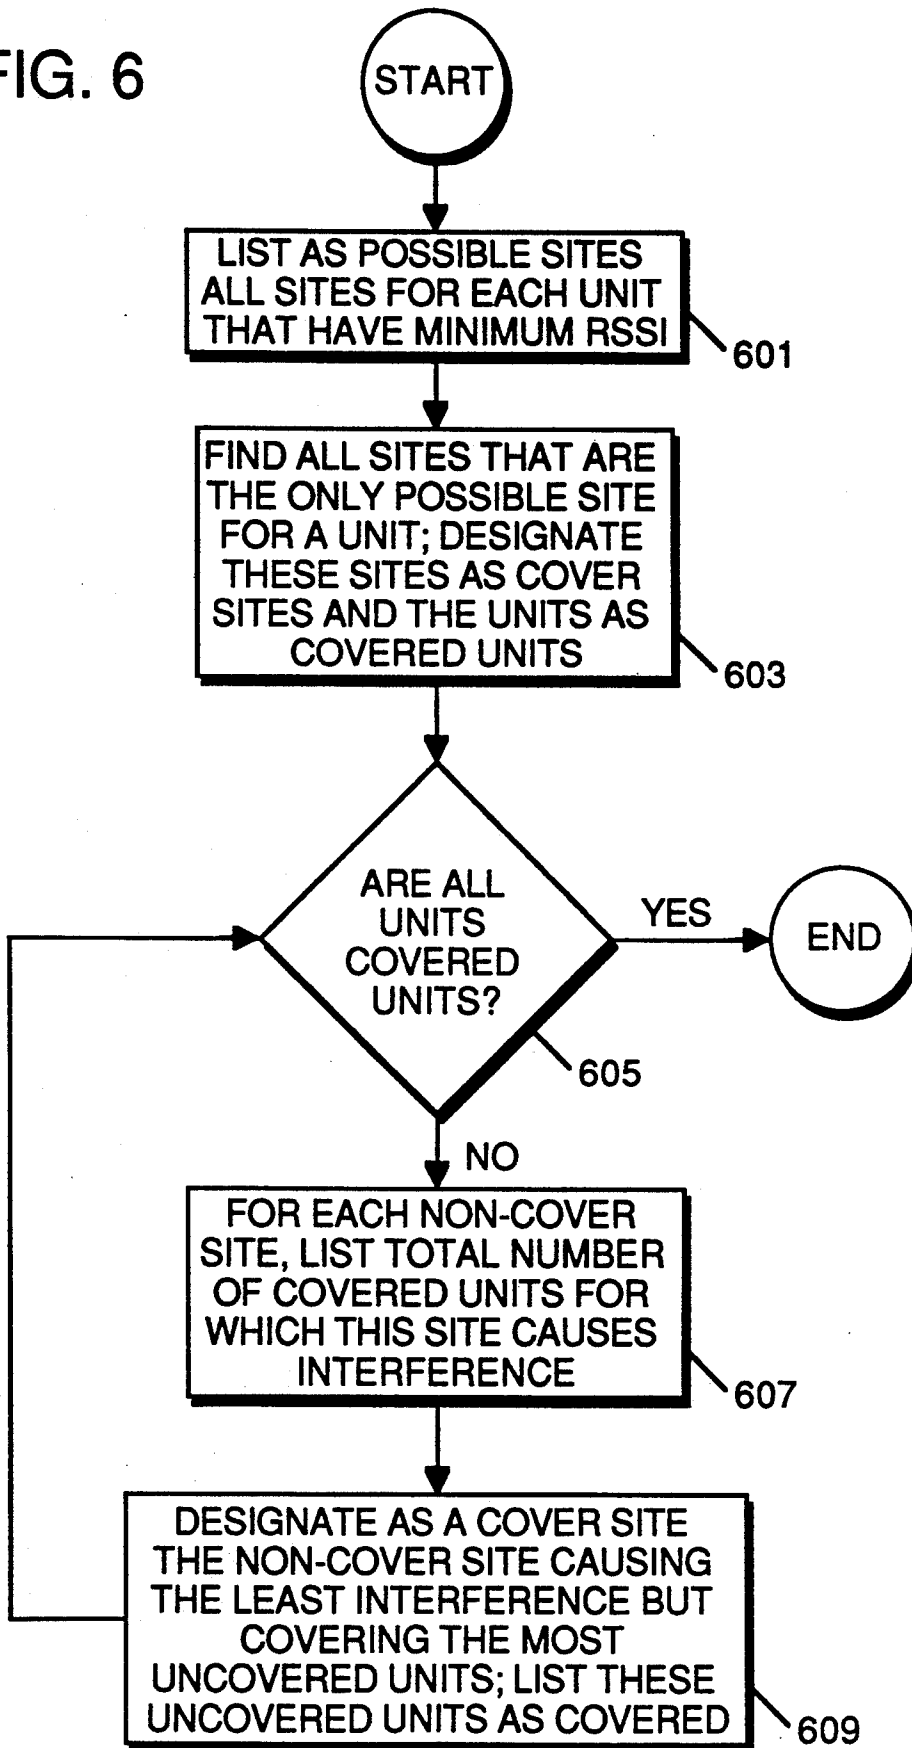 FIG. 6
START
LIST AS POSSIBLE SITES
ALL SITES FOR EACH UNIT
THAT HAVE MINIMUM RSSI
601
FIND ALL SITES THAT ARE
THE ONLY POSSIBLE SITE
FOR A UNIT; DESIGNATE
THESE SITES AS COVER
SITES AND THE UNITS AS
COVERED UNITS
603
ARE ALL
UNITS
COVERED
UNITS?
605
YES
END
NO
FOR EACH NON-COVER
SITE, LIST TOTAL NUMBER
OF COVERED UNITS FOR
WHICH THIS SITE CAUSES
INTERFERENCE
607
DESIGNATE AS A COVER SITE
THE NON-COVER SITE CAUSING
THE LEAST INTERFERENCE BUT
COVERING THE MOST
UNCOVERED UNITS; LIST THESE
UNCOVERED UNITS AS COVERED
609